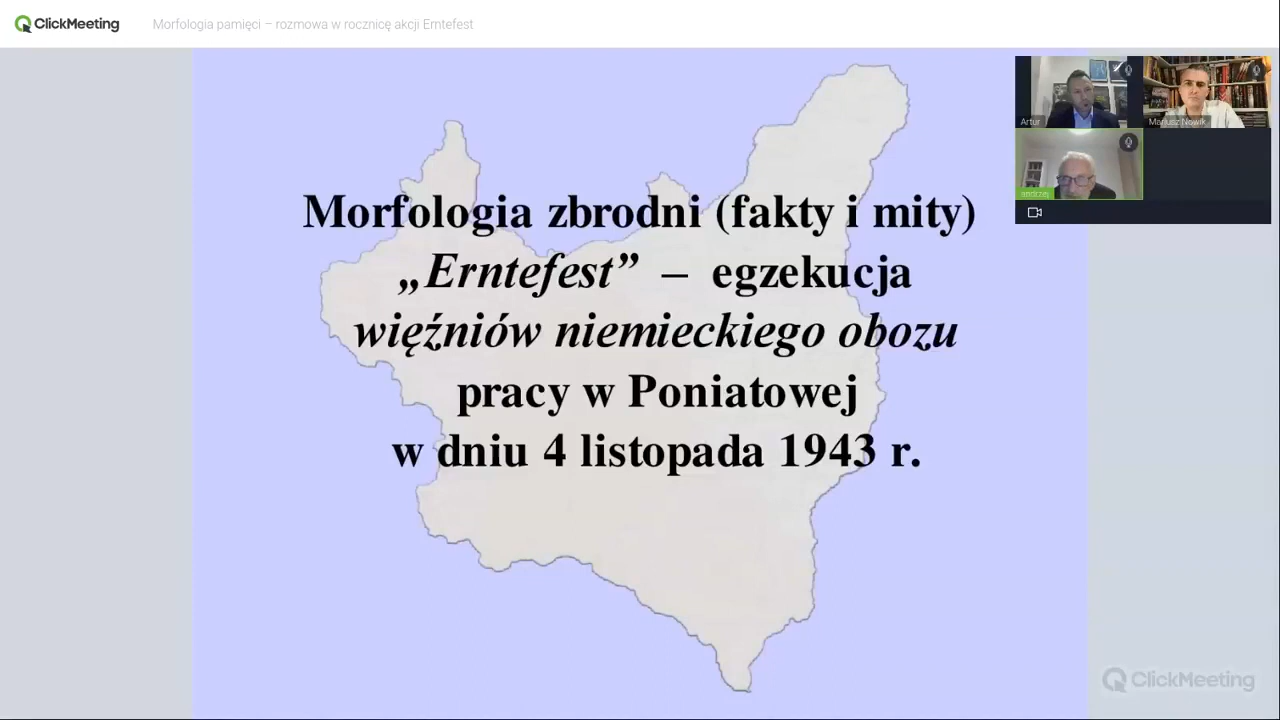 ClickMeeting
Morfologia pamięci – rozmowa w rocznicę akcji Erntefest
Artur
Mariusz Nowik
andrzej
Morfologia zbrodni (fakty i mity)
„Erntefest” – egzekucja
więźniów niemieckiego obozu
pracy w Poniatowej
w dniu 4 listopada 1943 r.
ClickMeeting